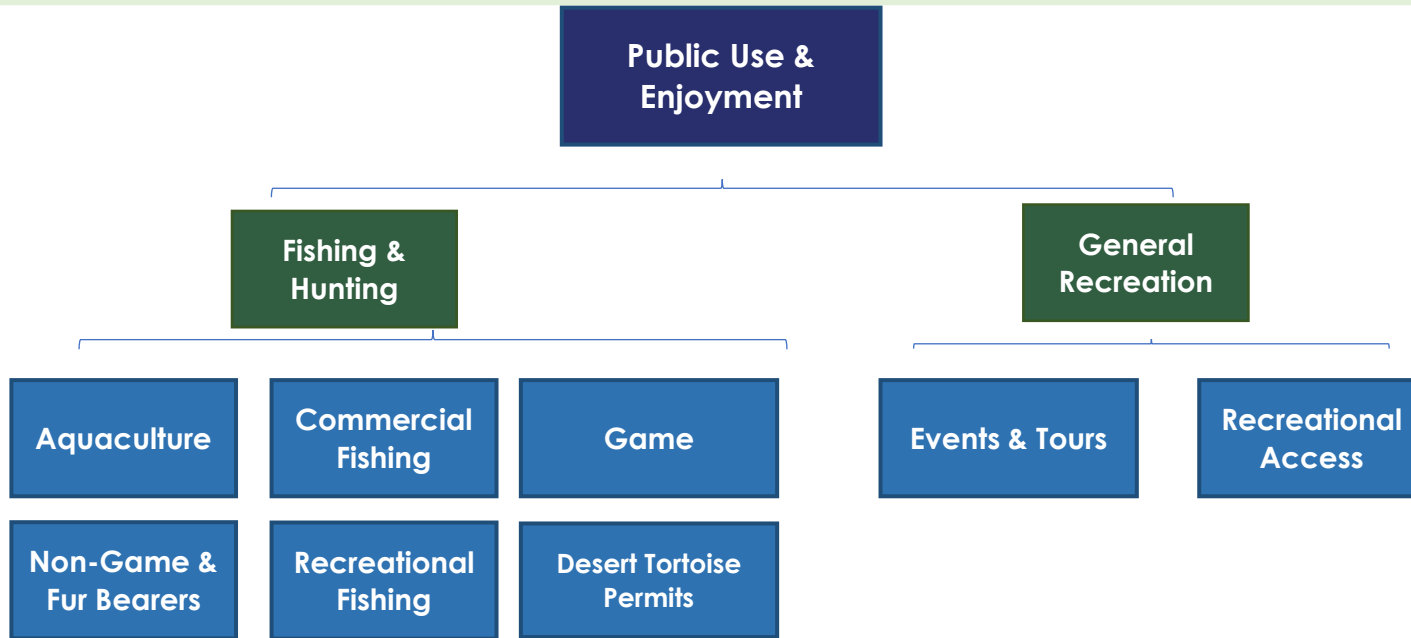 Public Use &
Enjoyment
Fishing &
Hunting
General
Recreation
Aquaculture
Commercial
Fishing
Game
Events & Tours
Recreational
Access
Non-Game &
Fur Bearers
Recreational
Fishing
Desert Tortoise
Permits